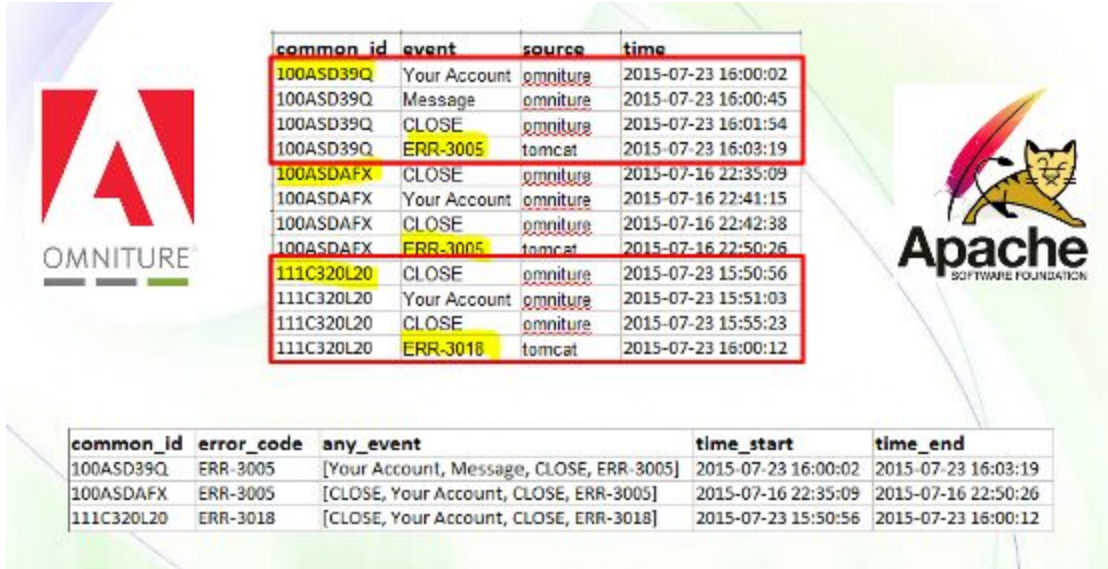 common_id event source time
100ASD39Q Your Account omniture 2015-07-23 16:00:02
100ASD39Q Message omniture 2015-07-23 16:00:45
100ASD39Q CLOSE omniture 2015-07-23 16:01:54
100ASD39Q ERR-3005 tomcat 2015-07-23 16:03:19
100ASDAFX CLOSE omniture 2015-07-16 22:35:09
100ASDAFX Your Account omniture 2015-07-16 22:41:15
100ASDAFX CLOSE omniture 2015-07-16 22:42:38
100ASDAFX ERR-3005 tomcat 2015-07-16 22:50:26
111C320L20 CLOSE omniture 2015-07-23 15:50:56
111C320L20 Your Account omniture 2015-07-23 15:51:03
111C320L20 CLOSE omniture 2015-07-23 15:55:23
111C320L20 ERR-3018 tomcat 2015-07-23 16:00:12
OMNITURE
Apache
SOFTWARE FOUNDATION
common_id error_code any_event time_start time_end
100ASD39Q ERR-3005 [Your Account, Message, CLOSE, ERR-3005] 2015-07-23 16:00:02 2015-07-23 16:03:19
100ASDAFX ERR-3005 [CLOSE, Your Account, CLOSE, ERR-3005] 2015-07-16 22:35:09 2015-07-16 22:50:26
111C320L20 ERR-3018 [CLOSE, Your Account, CLOSE, ERR-3018] 2015-07-23 15:50:56 2015-07-23 16:00:12